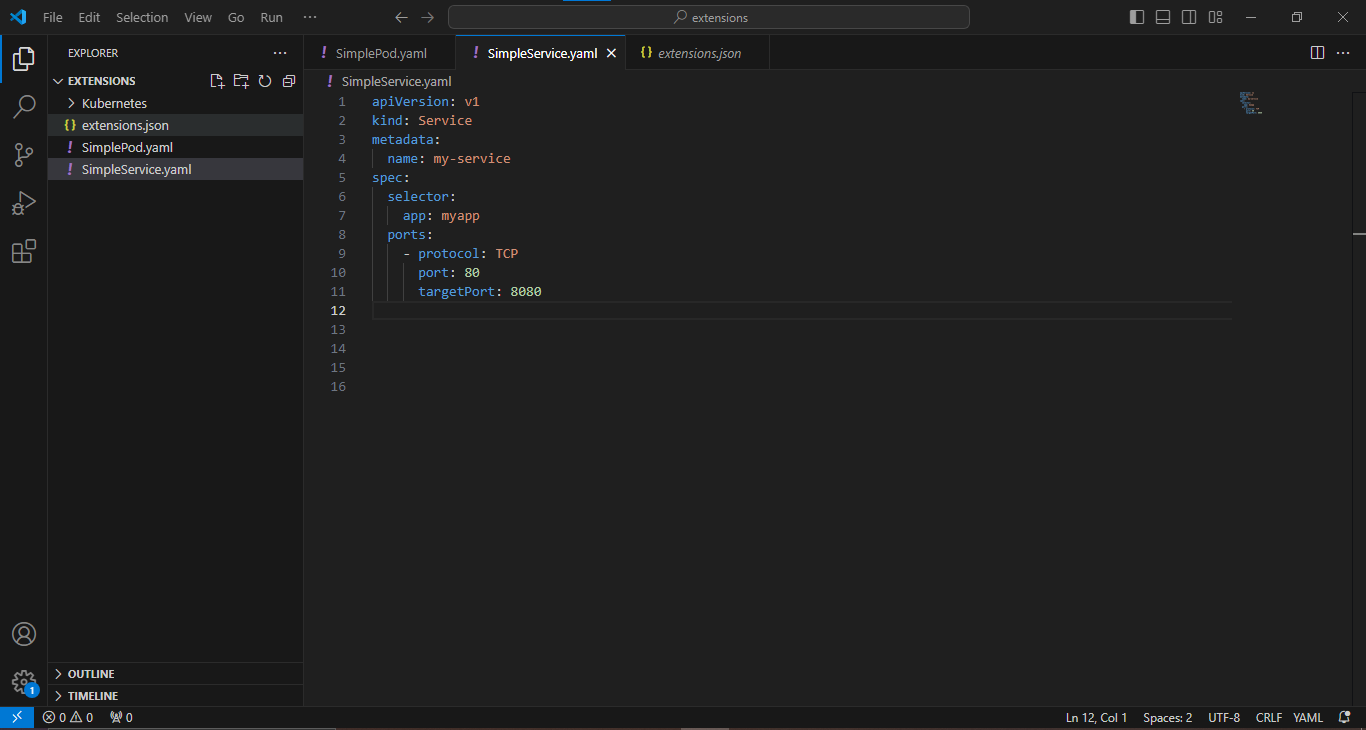 File Edit Selection View Go Run ···
extensions
EXPLORER ···
EXTENSIONS
Kubernetes
{} extensions.json
! SimplePod.yaml
! SimpleService.yaml
OUTLINE
TIMELINE
! SimplePod.yaml
! SimpleService.yaml
{} extensions.json
! SimpleService.yaml
1 apiVersion: v1
2 kind: Service
3 metadata:
4 name: my-service
5 spec:
6 selector:
7 app: myapp
8 ports:
9 - protocol: TCP
10 port: 80
11 targetPort: 8080
12
13
14
15
16
1
0 0 0
Ln 12, Col 1 Spaces: 2 UTF-8 CRLF YAML